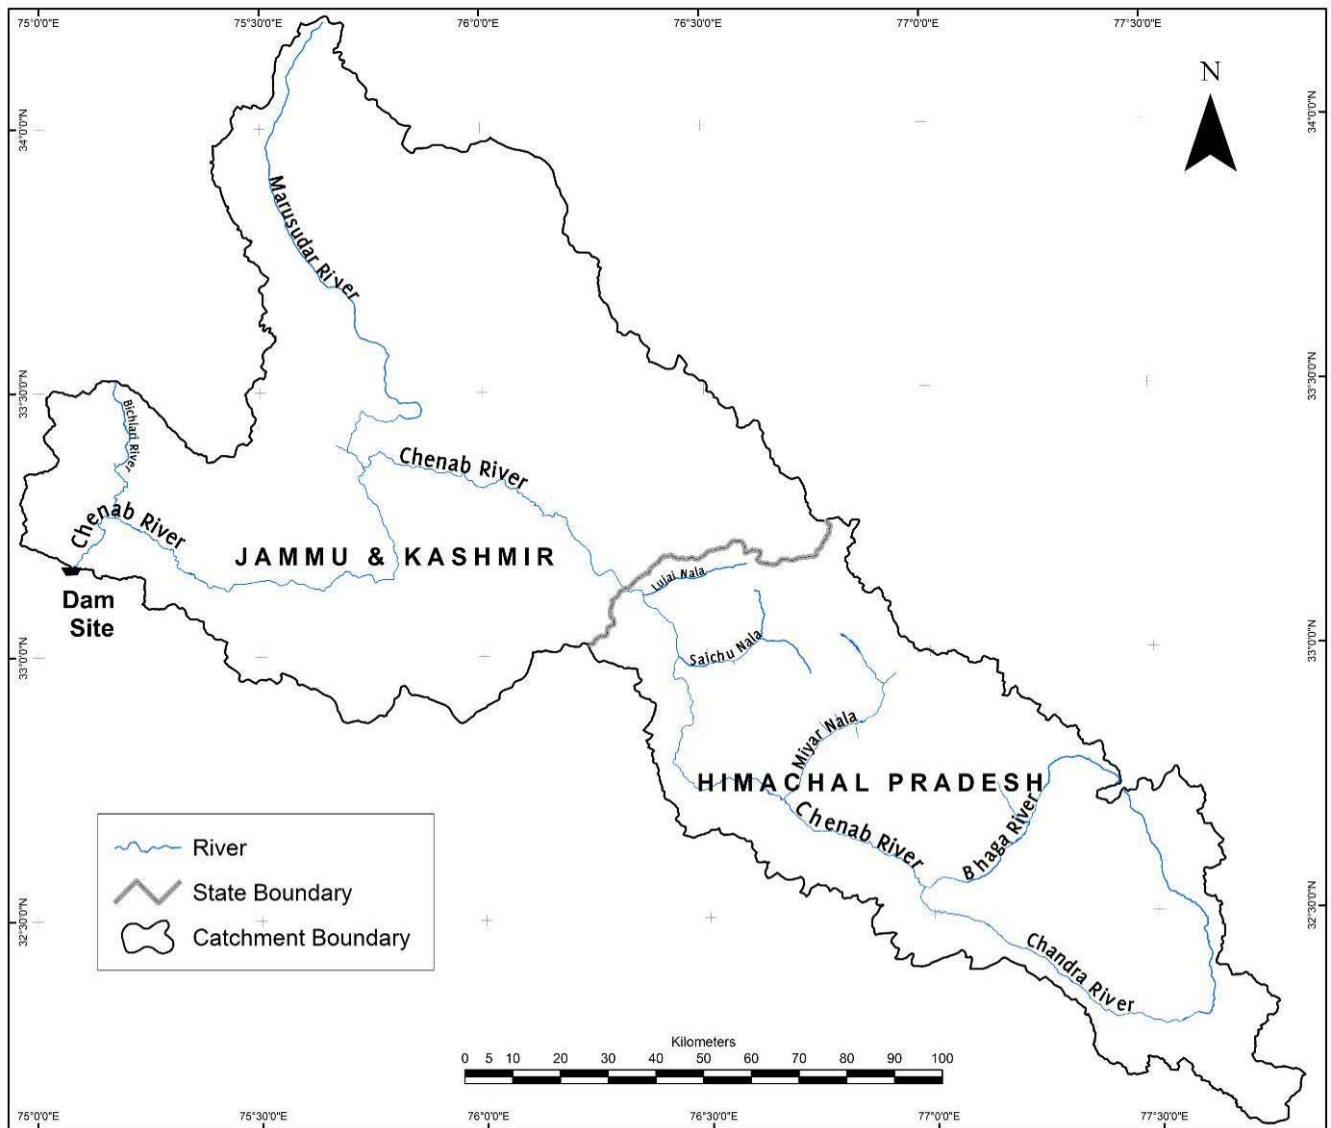 75°0'0"E
75°30'0"E
76°0'0"E
76°30'0"E
77°0'0"E
77°30'0"E
N
34°0'0"N
34°0'0"N
Marusudar River
33°30'0"N
33°30'0"N
Bichlari River
Chenab River
Chenab River
JAMMU & KASHMIR
Lujai Nala
Dam
Site
33°0'0"N
33°0'0"N
Saichu Nala
Miyar Nala
HIMACHAL PRADESH
Chenab River
Bhaga River
River
State Boundary
Catchment Boundary
32°30'0"N
32°30'0"N
Chandra River
Kilometers
0 5 10 20 30 40 50 60 70 80 90 100
75°0'0"E
75°30'0"E
76°0'0"E
76°30'0"E
77°0'0"E
77°30'0"E